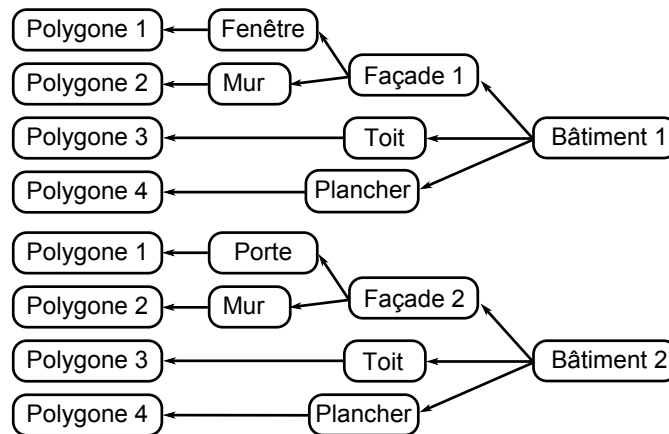 Polygone 1 Fenêtre
Polygone 2 Mur Façade 1
Polygone 3 Toit Bâtiment 1
Polygone 4 Plancher
Polygone 1 Porte
Polygone 2 Mur Façade 2
Polygone 3 Toit Bâtiment 2
Polygone 4 Plancher